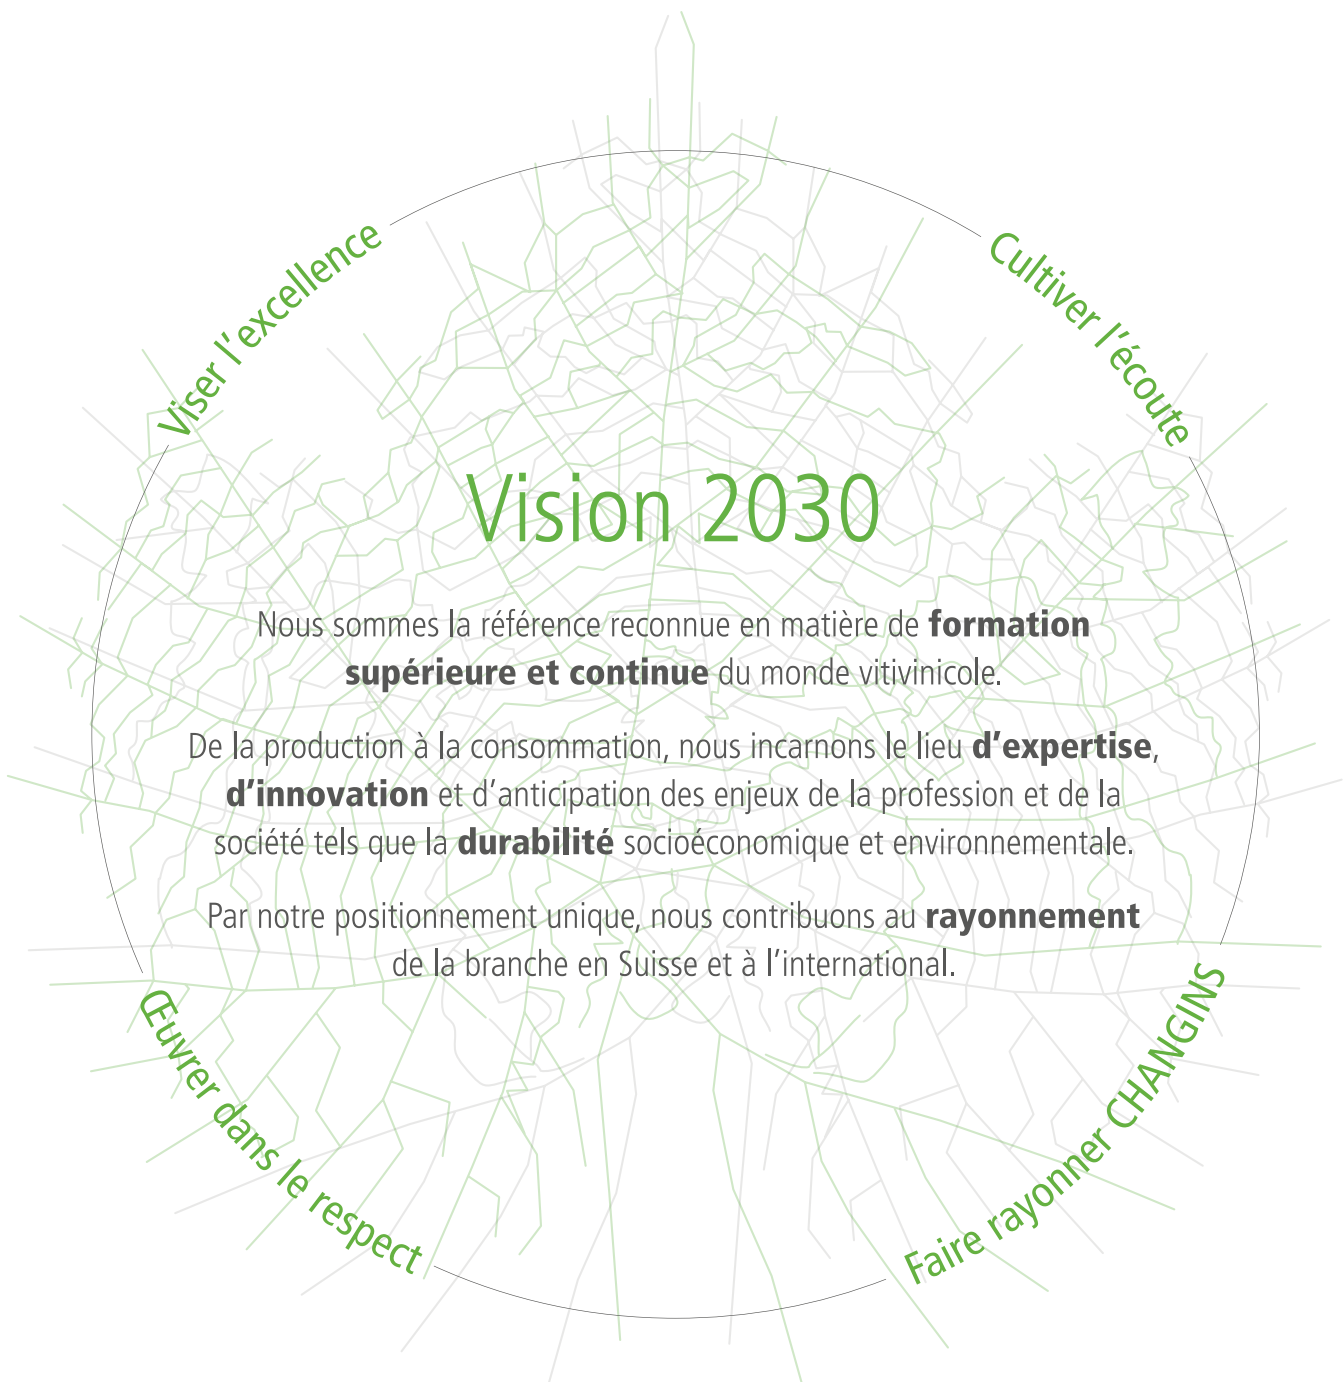 Viser l’excellence
Cultiver l’écoute
Vision 2030
Nous sommes la référence reconnue en matière de formation
supérieure et continue du monde vitivinicole.
De la production à la consommation, nous incarnons le lieu d’expertise,
d’innovation et d’anticipation des enjeux de la profession et de la
société tels que la durabilité socioéconomique et environnementale.
Par notre positionnement unique, nous contribuons au rayonnement
de la branche en Suisse et à l’international.
Œuvrer dans le respect
Faire rayonner CHANGINS